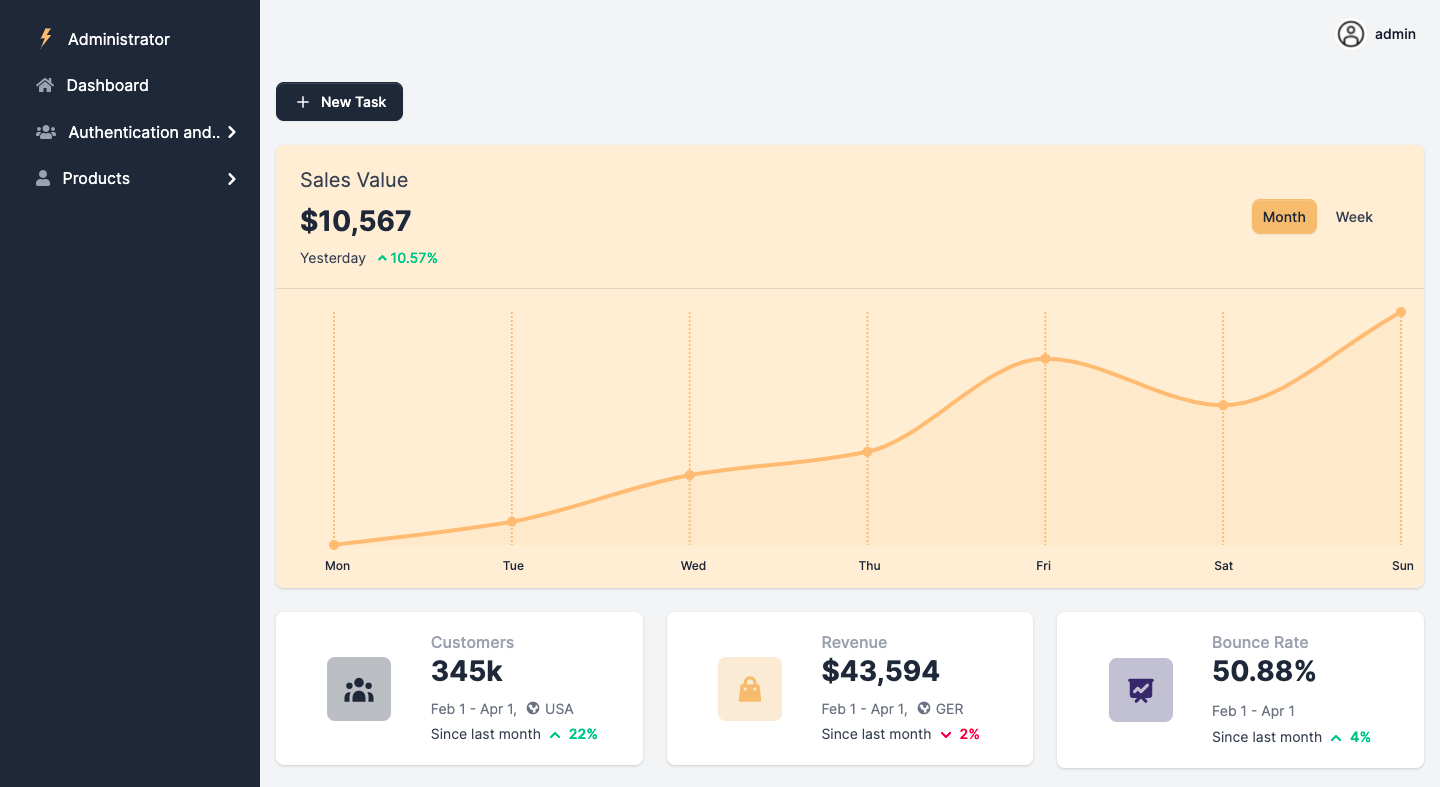 Administrator
Dashboard
Authentication and..
Products
admin
New Task
Sales Value
$10,567
Yesterday 10.57%
Month Week
Mon Tue Wed Thu Fri Sat Sun
Customers
345k
Feb 1 - Apr 1, USA
Since last month 22%
Revenue
$43,594
Feb 1 - Apr 1, GER
Since last month 2%
Bounce Rate
50.88%
Feb 1 - Apr 1
Since last month 4%